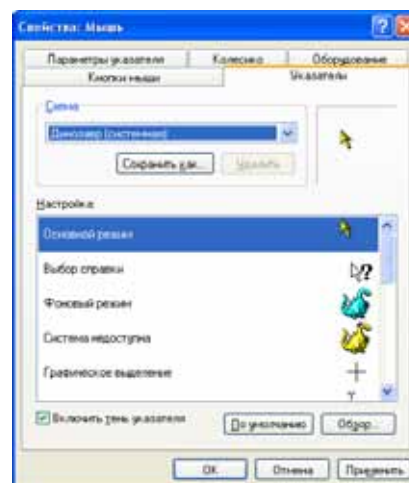 Свойства: Мышь
Параметры указателя Колесико Оборудование
Кнопки мыши Указатели
Схема
Динозавр (системная)
Сохранить как... Удалить
Настройка:
Основной режим
Выбор справки
Фоновый режим
Система недоступна
Графическое выделение
Включить тень указателя По умолчанию Обзор...
OK Отмена Применить